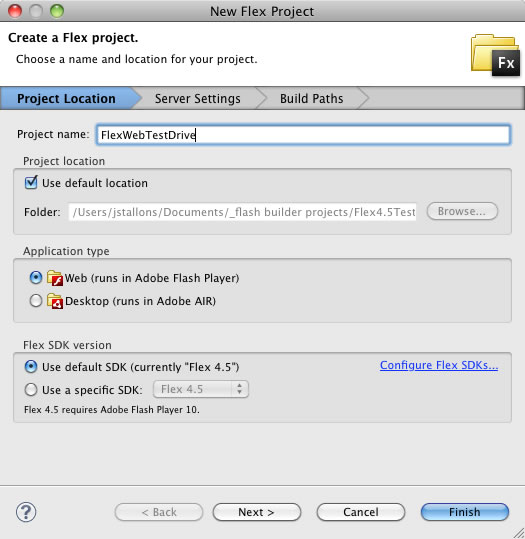 New Flex Project
Create a Flex project.
Choose a name and location for your project.
Fx
Project Location Server Settings Build Paths
Project name: FlexWebTestDrive
Project location
Use default location
Folder: /Users/jstallons/Documents/_flash builder projects/Flex4.5Test Browse...
Application type
Web (runs in Adobe Flash Player)
Desktop (runs in Adobe AIR)
Flex SDK version
Use default SDK (currently "Flex 4.5") Configure Flex SDKs...
Use a specific SDK: Flex 4.5
Flex 4.5 requires Adobe Flash Player 10.
? < Back Next > Cancel Finish